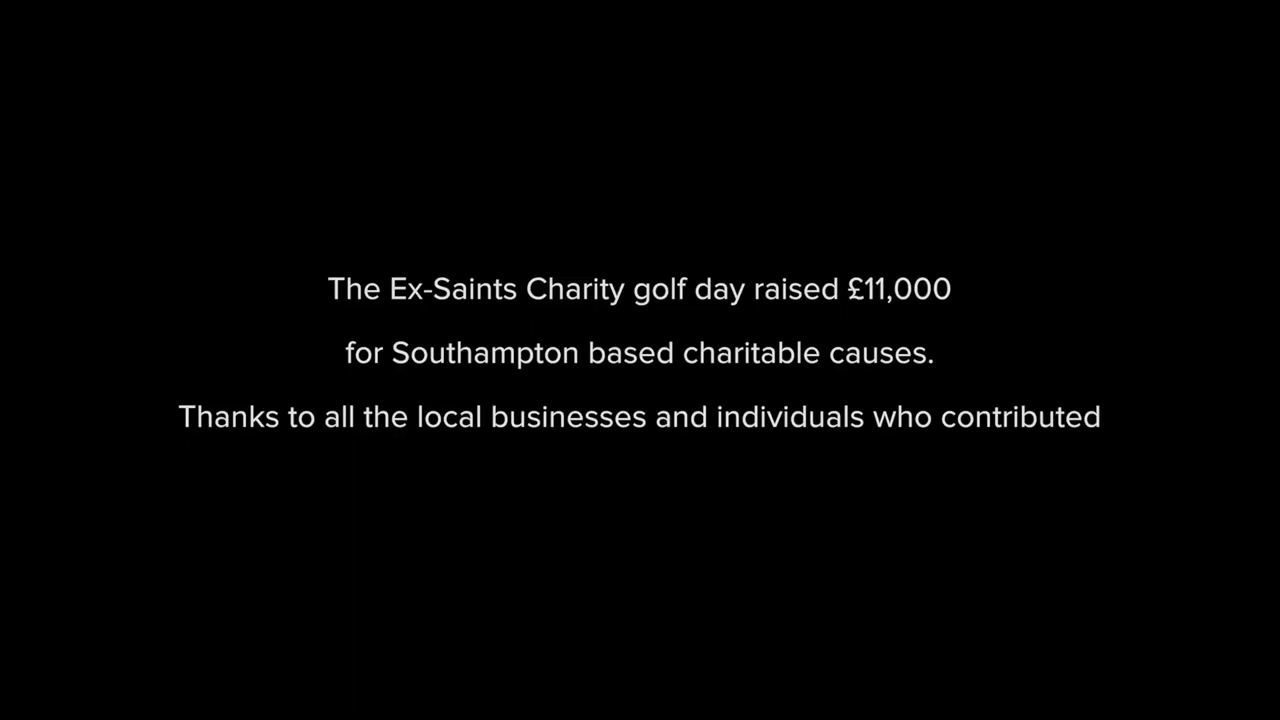 The Ex-Saints Charity golf day raised £11,000
for Southampton based charitable causes.
Thanks to all the local businesses and individuals who contributed